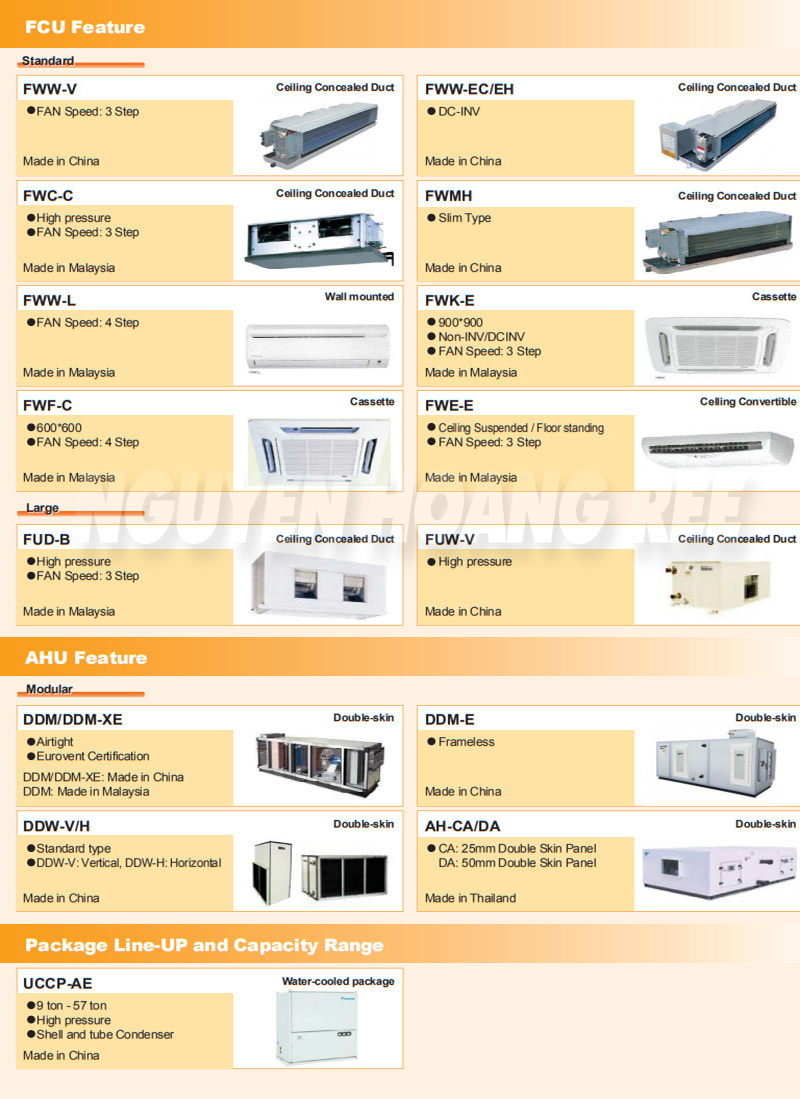 FCU Feature
Standard
FWW-V
Ceiling Concealed Duct
●FAN Speed: 3 Step
Made in China
FWW-EC/EH
Ceiling Concealed Duct
● DC-INV
Made in China
FWC-C
Ceiling Concealed Duct
●High pressure
●FAN Speed: 3 Step
Made in Malaysia
FWMH
Ceiling Concealed Duct
● Slim Type
Made in China
FWW-L
Wall mounted
●FAN Speed: 4 Step
Made in Malaysia
FWK-E
Cassette
● 900*900
● Non-INV/DCINV
● FAN Speed: 3 Step
Made in Malaysia
FWF-C
Cassette
●600*600
●FAN Speed: 4 Step
Made in Malaysia
FWE-E
Celling Convertible
● Ceiling Suspended / Floor standing
● FAN Speed: 3 Step
Made in Malaysia
NGUYEN HOANG REE
Large
FUD-B
Ceiling Concealed Duct
●High pressure
●FAN Speed: 3 Step
Made in Malaysia
FUW-V
Ceiling Concealed Duct
● High pressure
Made in China
AHU Feature
Modular
DDM/DDM-XE
Double-skin
●Airtight
●Eurovent Certification
DDM/DDM-XE: Made in China
DDM: Made in Malaysia
DDM-E
Double-skin
● Frameless
Made in China
DDW-V/H
Double-skin
●Standard type
●DDW-V: Vertical, DDW-H: Horizontal
Made in China
AH-CA/DA
Double-skin
● CA: 25mm Double Skin Panel
DA: 50mm Double Skin Panel
Made in Thailand
Package Line-UP and Capacity Range
UCCP-AE
Water-cooled package
●9 ton - 57 ton
●High pressure
●Shell and tube Condenser
Made in China